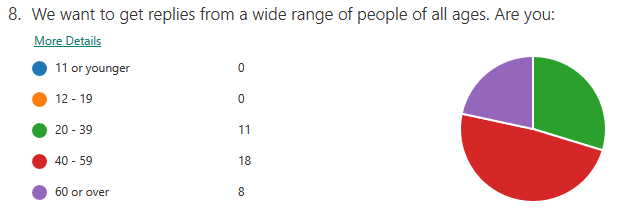 8. We want to get replies from a wide range of people of all ages. Are you:
More Details
11 or younger 0
12 - 19 0
20 - 39 11
40 - 59 18
60 or over 8